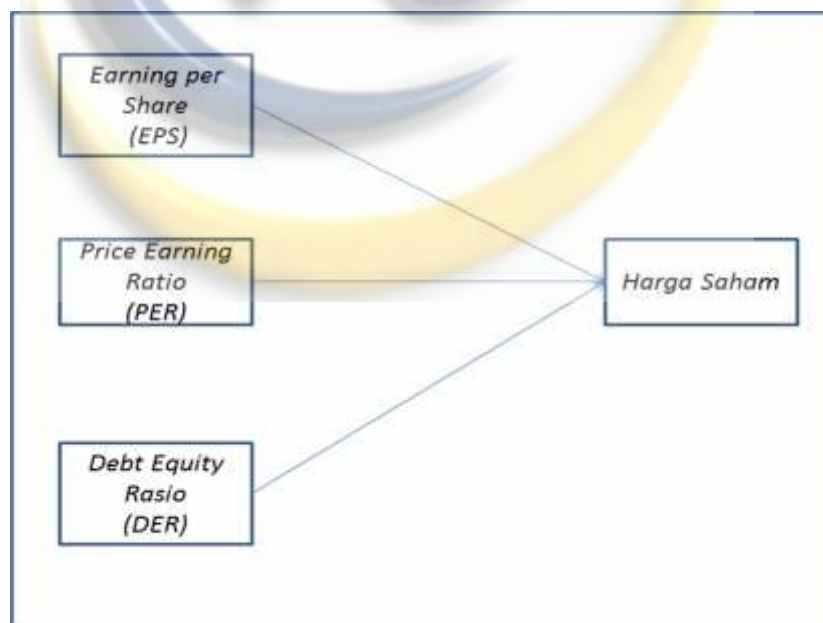 Earning per
Share
(EPS)
Price Earning
Ratio
(PER)
Harga Saham
Debt Equity
Rasio
(DER)